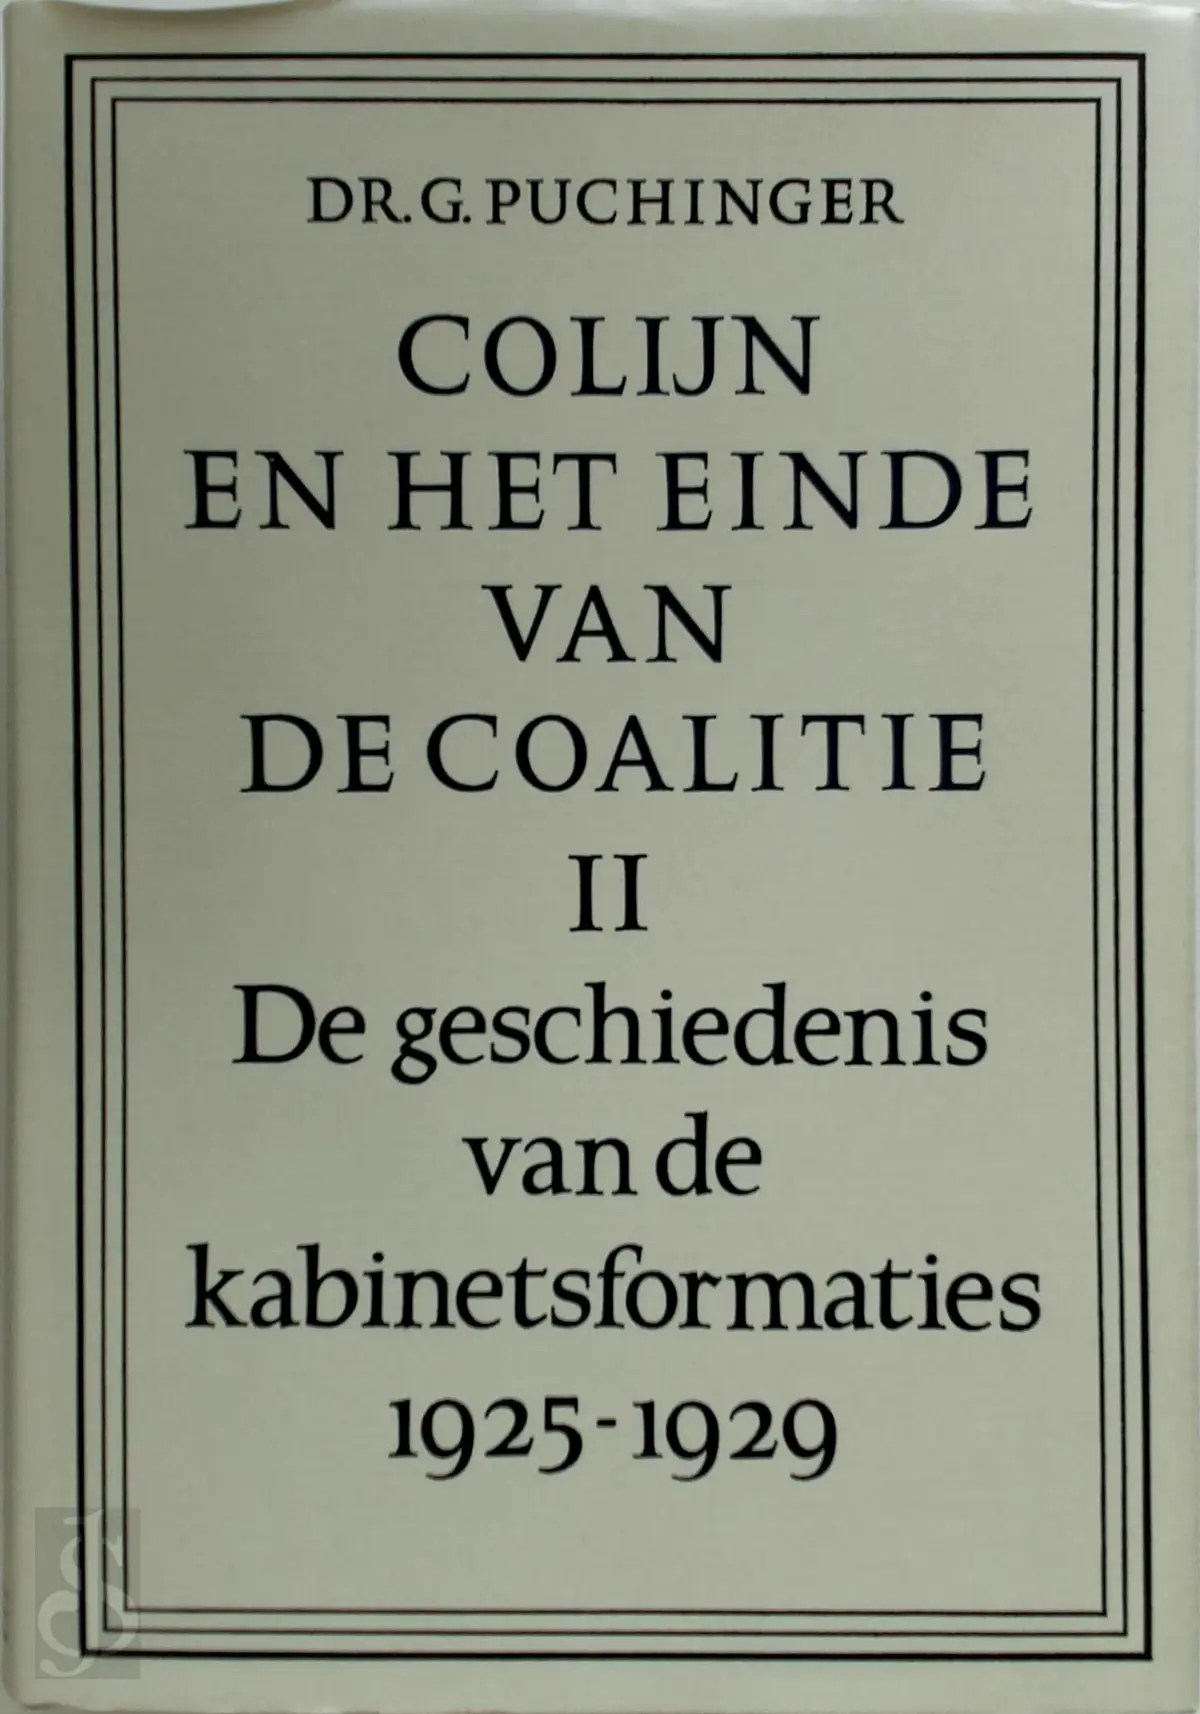 DR. G. PUCHINGER
COLIJN
EN HET EINDE
VAN
DE COALITIE
II
De geschiedenis
van de
kabinetsformaties
1925-1929